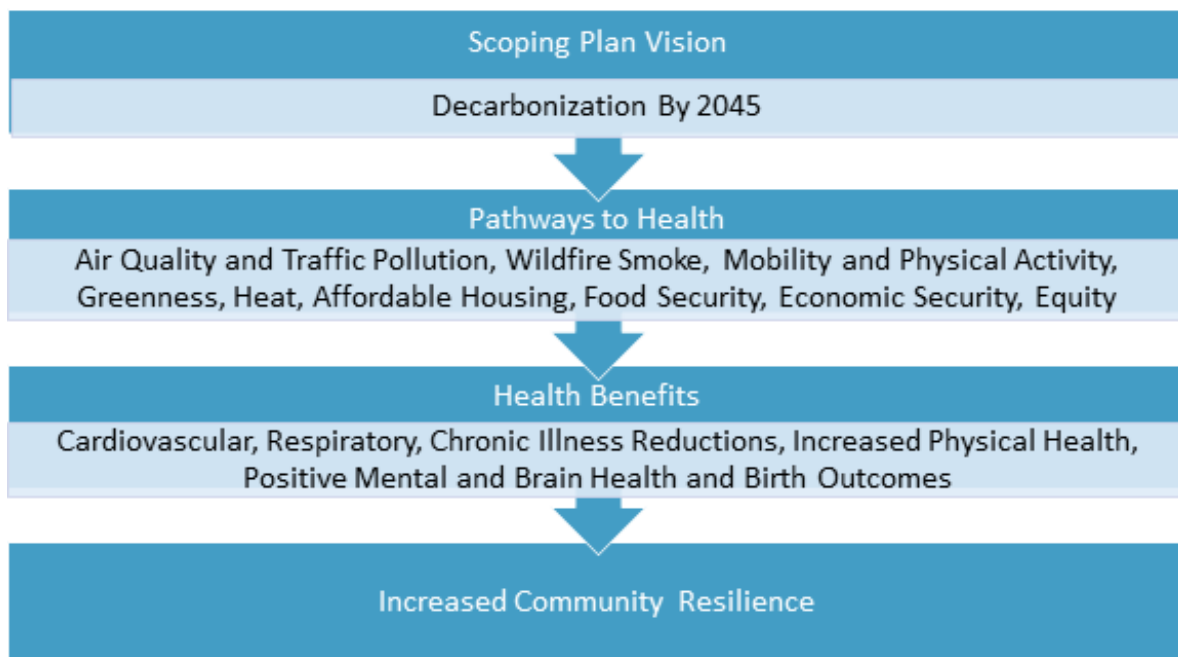 Scoping Plan Vision
Decarbonization By 2045
Pathways to Health
Air Quality and Traffic Pollution, Wildfire Smoke, Mobility and Physical Activity,
Greenness, Heat, Affordable Housing, Food Security, Economic Security, Equity
Health Benefits
Cardiovascular, Respiratory, Chronic Illness Reductions, Increased Physical Health,
Positive Mental and Brain Health and Birth Outcomes
Increased Community Resilience